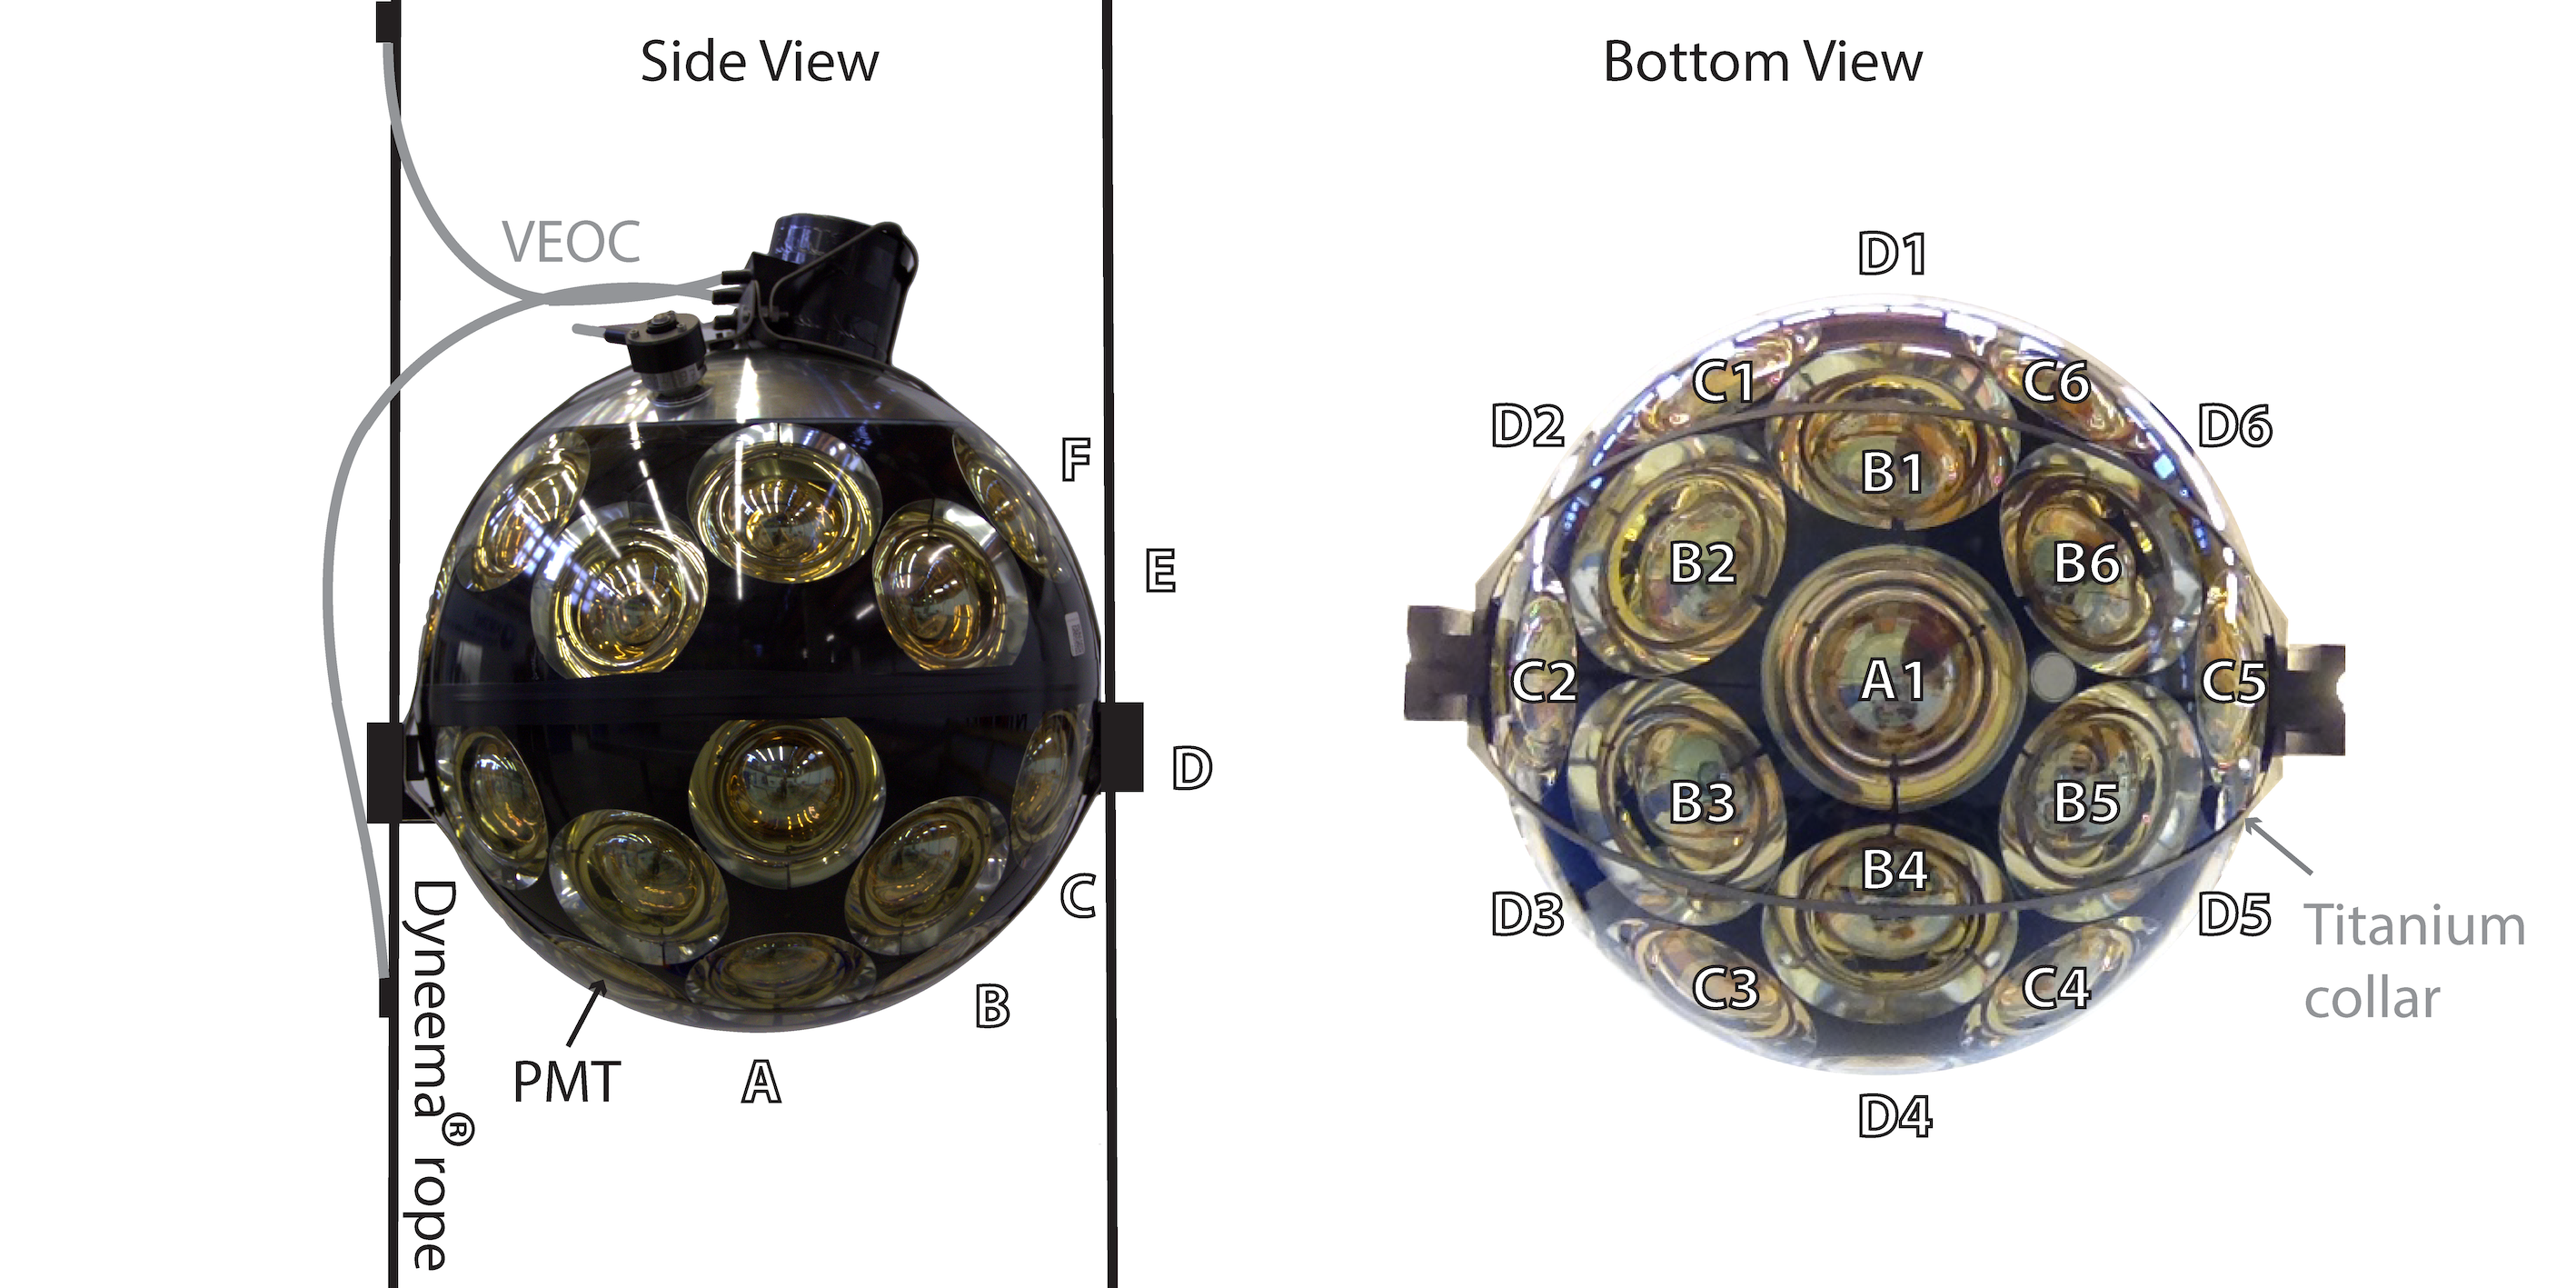 Side View
VEOC
F
E
D
C
B
A
PMT
Dyneema® rope
Bottom View
D1
C1
C6
D2
D6
B1
B2
B6
C2
A1
C5
B3
B5
B4
D3
D5
Titanium
collar
C3
C4
D4